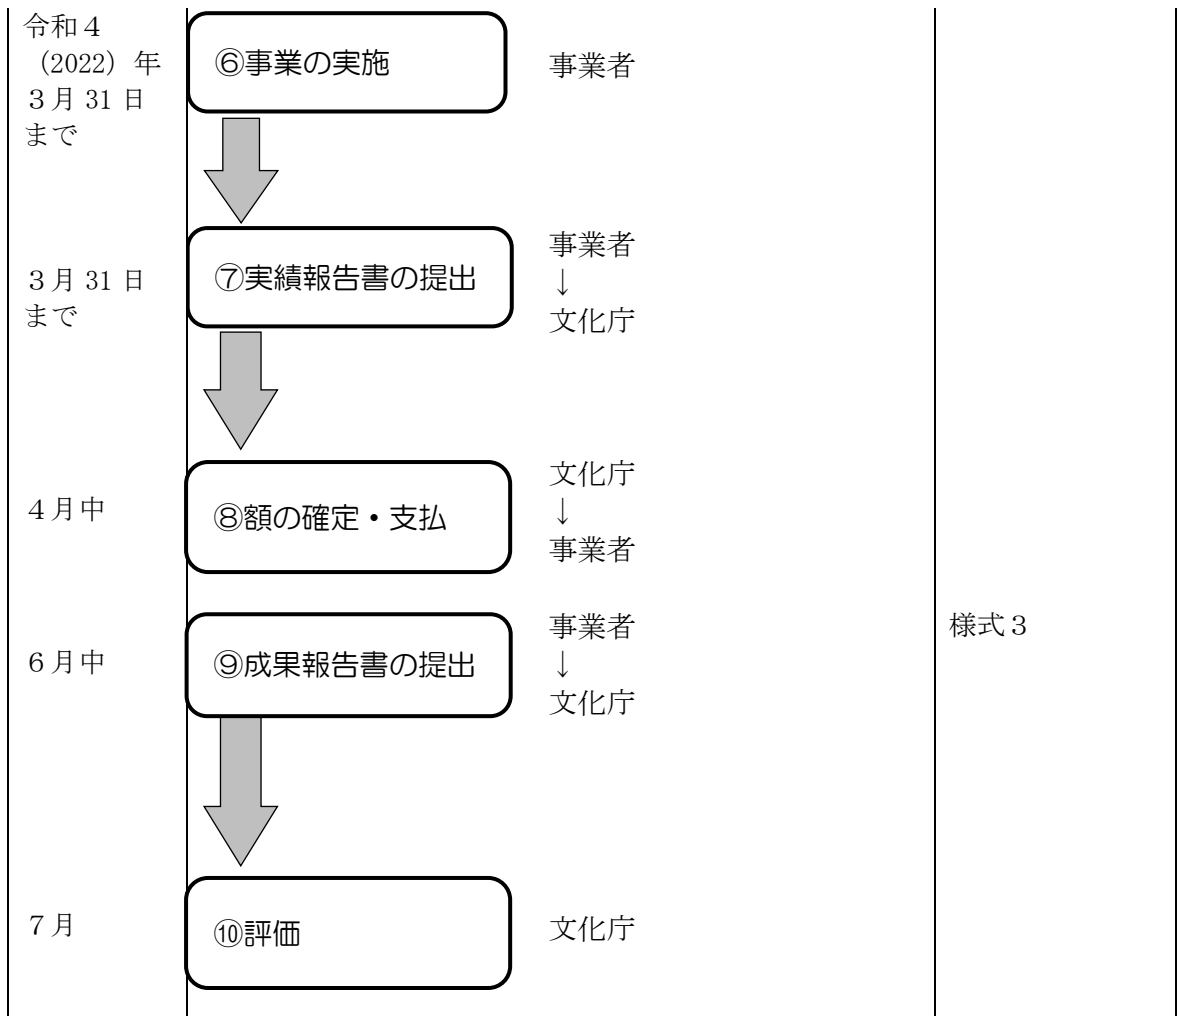 令和４
（2022）年
３月 31 日
まで
⑥事業の実施
事業者
３月 31 日
まで
⑦実績報告書の提出
事業者
↓
文化庁
４月中
⑧額の確定・支払
文化庁
↓
事業者
６月中
⑨成果報告書の提出
事業者
↓
文化庁
様式３
７月
⑩評価
文化庁